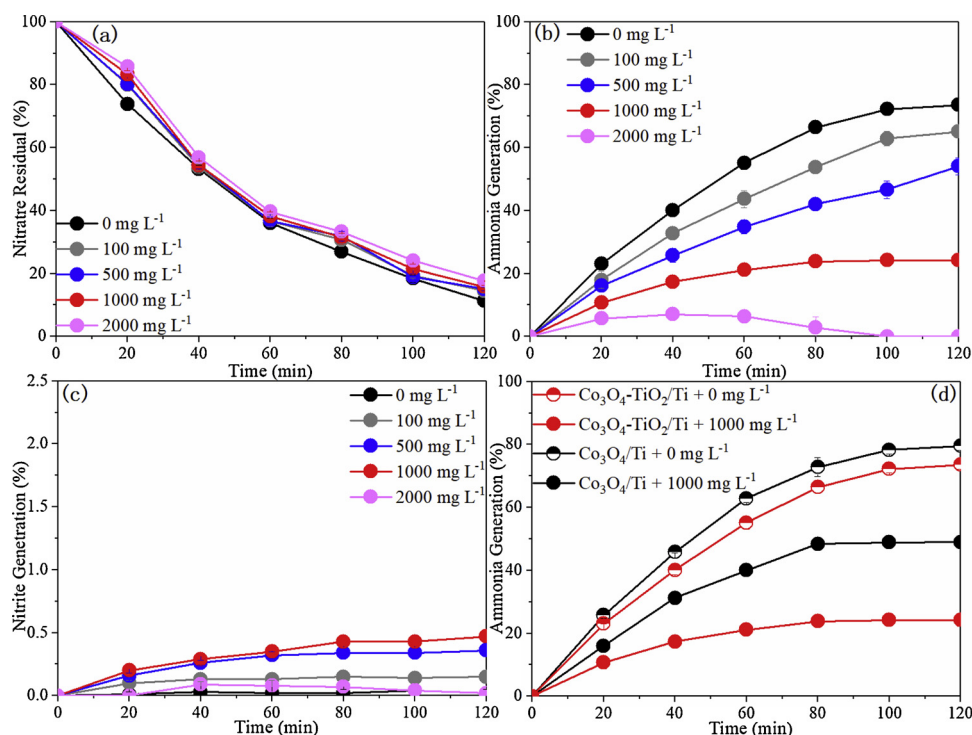 (a)
Nitratre Residual (%)
100
80
60
40
20
0
0 mg L⁻¹
100 mg L⁻¹
500 mg L⁻¹
1000 mg L⁻¹
2000 mg L⁻¹
0 20 40 60 80 100 120
Time (min)
(b)
Ammonia Generation (%)
100
80
60
40
20
0
0 mg L⁻¹
100 mg L⁻¹
500 mg L⁻¹
1000 mg L⁻¹
2000 mg L⁻¹
0 20 40 60 80 100 120
Time (min)
(c)
Nitrite Genetration (%)
2.5
2.0
1.5
1.0
0.5
0.0
0 mg L⁻¹
100 mg L⁻¹
500 mg L⁻¹
1000 mg L⁻¹
2000 mg L⁻¹
0 20 40 60 80 100 120
Time (min)
(d)
Ammonia Generation (%)
100
80
60
40
20
0
Co₃O₄-TiO₂/Ti + 0 mg L⁻¹
Co₃O₄-TiO₂/Ti + 1000 mg L⁻¹
Co₃O₄/Ti + 0 mg L⁻¹
Co₃O₄/Ti + 1000 mg L⁻¹
0 20 40 60 80 100 120
Time (min)